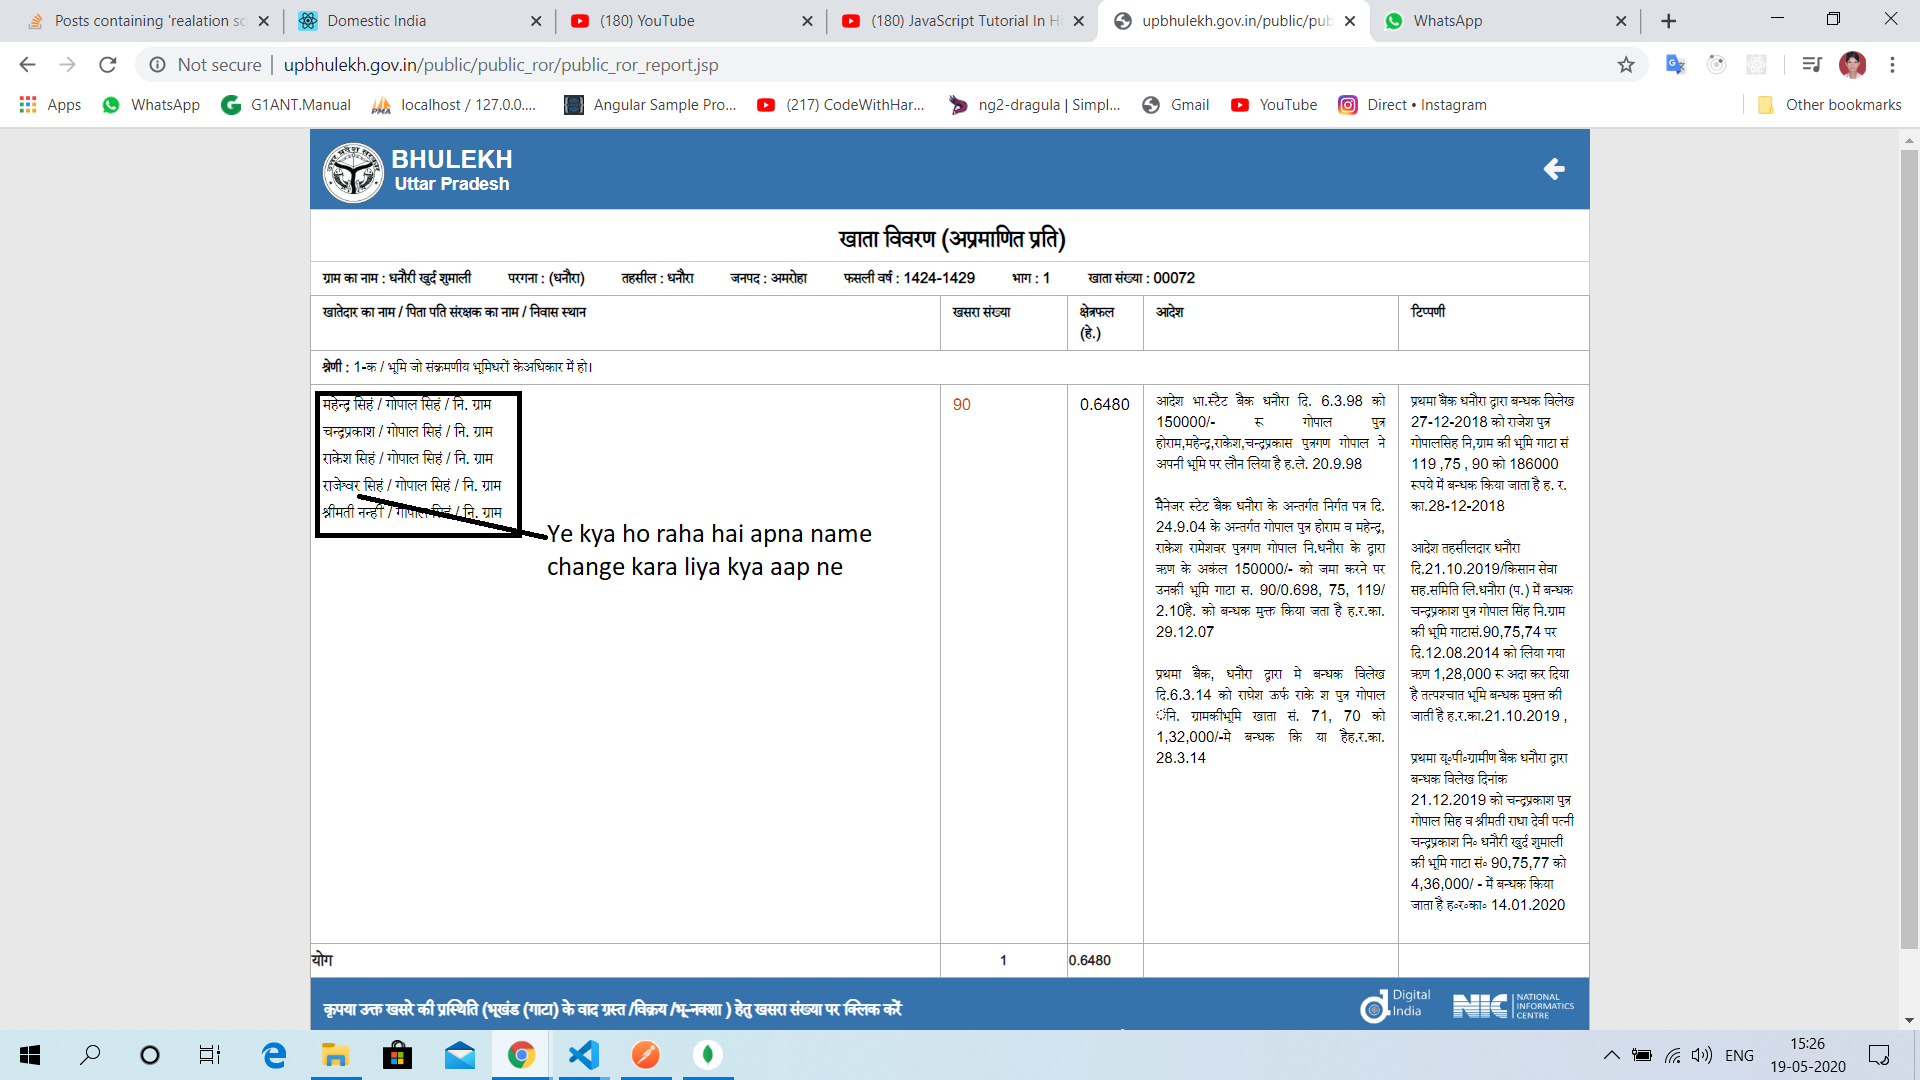 Posts containing 'realation sc
Domestic India
(180) YouTube
(180) JavaScript Tutorial In Hi
upbhulekh.gov.in/public/pub
WhatsApp
Not secure | upbhulekh.gov.in/public/public_ror/public_ror_report.jsp
Apps
WhatsApp
G1ANT.Manual
localhost / 127.0.0....
Angular Sample Pro...
(217) CodeWithHar...
ng2-dragula | Simpl...
Gmail
YouTube
Direct • Instagram
Other bookmarks
BHULEKH
Uttar Pradesh
खाता विवरण (अप्रमाणित प्रति)
ग्राम का नाम : धनौरी खुर्द शुमाली परगना : (धनौरा) तहसील : धनौरा जनपद : अमरोहा फसली वर्ष : 1424-1429 भाग : 1 खाता संख्या : 00072
खातेदार का नाम / पिता पति संरक्षक का नाम / निवास स्थान
खसरा संख्या
क्षेत्रफल
(हे.)
आदेश
टिप्पणी
श्रेणी : 1-क / भूमि जो संक्रमणीय भूमिधरों केअधिकार में हो।
महेन्द्र सिहं / गोपाल सिहं / नि. ग्राम
चन्द्रप्रकाश / गोपाल सिहं / नि. ग्राम
राकेश सिहं / गोपाल सिहं / नि. ग्राम
राजेश्वर सिहं / गोपाल सिहं / नि. ग्राम
श्रीमती नन्ही / गोपाल सिहं / नि. ग्राम
Ye kya ho raha hai apna name
change kara liya kya aap ne
90
0.6480
आदेश भा.स्टैट बैक धनौरा दि. 6.3.98 को
150000/- रू गोपाल पुत्र
होराम,महेन्द्र,राकेश,चन्द्रप्रकास पुत्रगण गोपाल ने
अपनी भूमि पर लौन लिया है ह.ले. 20.9.98
मैनेजर स्टेट बैक धनौरा के अन्तर्गत निर्गत पत्र दि.
24.9.04 के अन्तर्गत गोपाल पुत्र होराम व महेन्द्र,
राकेश रामेशवर पुत्रगण गोपाल नि.धनौरा के द्वारा
ऋण के अकंल 150000/- को जमा करने पर
उनकी भूमि गाटा स. 90/0.698, 75, 119/
2.10है. को बन्धक मुक्त किया जता है ह.र.का.
29.12.07
प्रथमा बैक, धनौरा द्वारा मे बन्धक विलेख
दि.6.3.14 को राघेश ऊर्फ राके श पुत्र गोपाल
ंनि. ग्रामकीभूमि खाता सं. 71, 70 को
1,32,000/-मे बन्धक कि या हैह.र.का.
28.3.14
प्रथमा बैंक धनौरा द्वारा बन्धक विलेख
27-12-2018 को राजेश पुत्र
गोपालसिह नि,ग्राम की भूमि गाटा सं
119 ,75 , 90 को 186000
रूपये में बन्धक किया जाता है ह. र.
का.28-12-2018
आदेश तहसीलदार धनौरा
दि.21.10.2019/किसान सेवा
सह.समिति लि.धनौरा (प.) में बन्धक
चन्द्रप्रकाश पुत्र गोपाल सिंह नि.ग्राम
की भूमि गाटासं.90,75,74 पर
दि.12.08.2014 को लिया गया
ऋण 1,28,000 रू अदा कर दिया
है तत्पश्चात भूमि बन्धक मुक्त की
जाती है ह.र.का.21.10.2019 ,
प्रथमा यू०पी०ग्रामीण बैक धनौरा द्वारा
बन्धक विलेख दिनांक
21.12.2019 को चन्द्रप्रकाश पुत्र
गोपाल सिह व श्रीमती राधा देवी पत्नी
चन्द्रप्रकाश नि० धनौरी खुर्द शुमाली
की भूमि गाटा सं० 90,75,77 को
4,36,000/ - में बन्धक किया
जाता है ह०र०का० 14.01.2020
योग 1 0.6480
कृपया उक्त खसरे की प्रास्थिति (भूखंड (गाटा) के वाद ग्रस्त /विक्रय /भू-नक्शा ) हेतु खसरा संख्या पर क्लिक करें
Digital
India
NIC
NATIONAL
INFORMATICS
CENTRE
ENG
15:26
19-05-2020